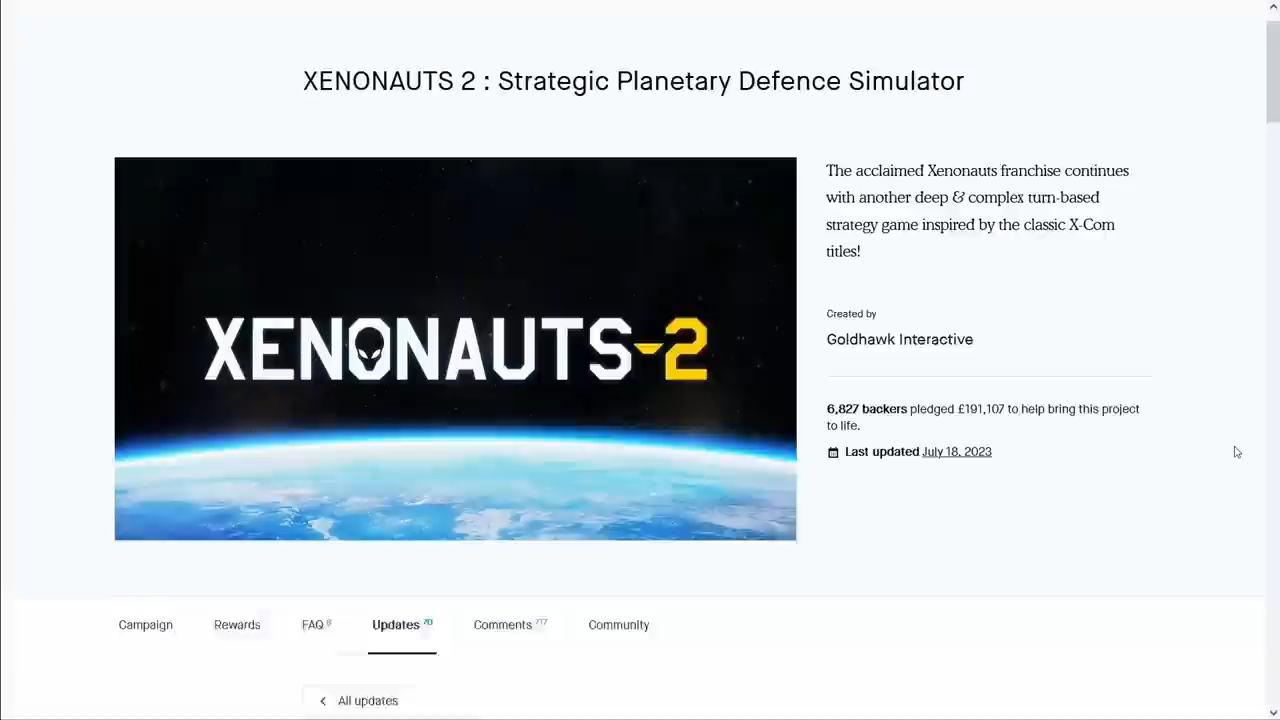 XENONAUTS 2 : Strategic Planetary Defence Simulator
XENONAUTS-2
The acclaimed Xenonauts franchise continues
with another deep & complex turn-based
strategy game inspired by the classic X-Com
titles!
Created by
Goldhawk Interactive
6,827 backers pledged £191,107 to help bring this project
to life.
Last updated July 18, 2023
Campaign Rewards FAQ 8 Updates 70 Comments 717 Community
All updates